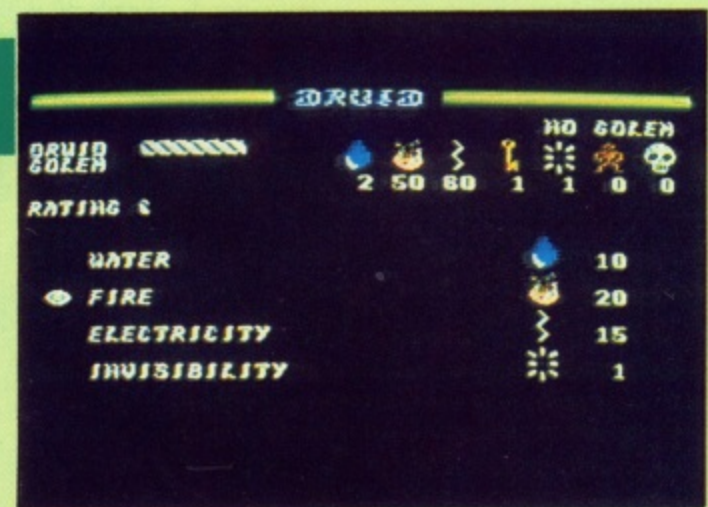 DRUID
NO GOLEM
DRUID
GOLEM
2 50 80 1 1 0 0
RATING
WATER 10
FIRE 20
ELECTRICITY 15
INVISIBILITY 1